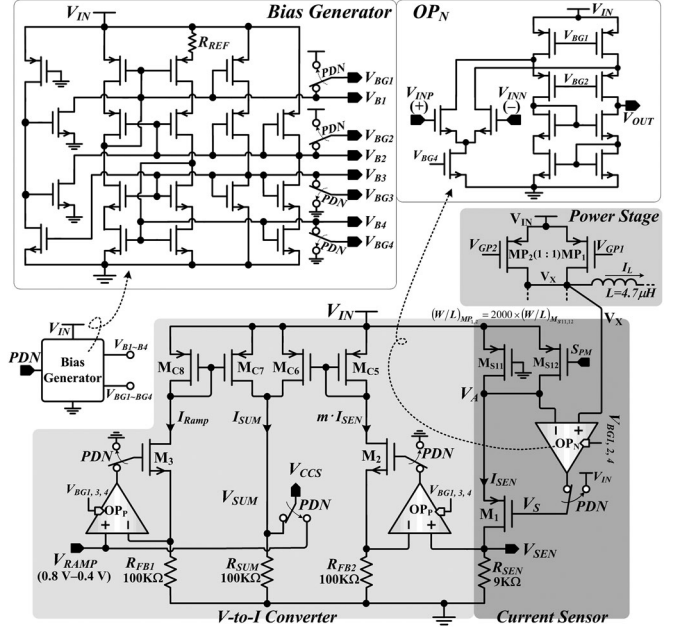 Bias Generator
V_IN
R_REF
PDN
V_BG1
V_B1
PDN
V_BG2
V_B2
V_B3
V_BG3
PDN
V_B4
V_BG4
PDN
OP_N
V_IN
V_BG1
V_BG2
V_INP
(+)
V_INN
(−)
V_OUT
V_BG4
Power Stage
V_IN
V_GP2
MP_2(1 : 1)MP_1
V_GP1
V_X
I_L
L=4.7μH
V_X
V_IN
PDN
Bias
Generator
V_B1~B4
V_BG1~BG4
V_IN
(W/L)_MP1,2 = 2000×(W/L)_MS11,12
M_C8
M_C7
M_C6
M_C5
M_S11
M_S12
S_PM
V_A
I_Ramp
I_SUM
m·I_SEN
OP_N
V_BG1, 2, 4
M_3
M_2
PDN
PDN
V_CCS
I_SEN
V_IN
PDN
V_BG1, 3, 4
OP_P
V_SUM
PDN
V_BG1, 3, 4
OP_P
M_1
V_S
V_RAMP
(0.8 V–0.4 V)
V_SEN
R_FB1
100KΩ
R_SUM
100KΩ
R_FB2
100KΩ
R_SEN
9KΩ
V-to-I Converter
Current Sensor